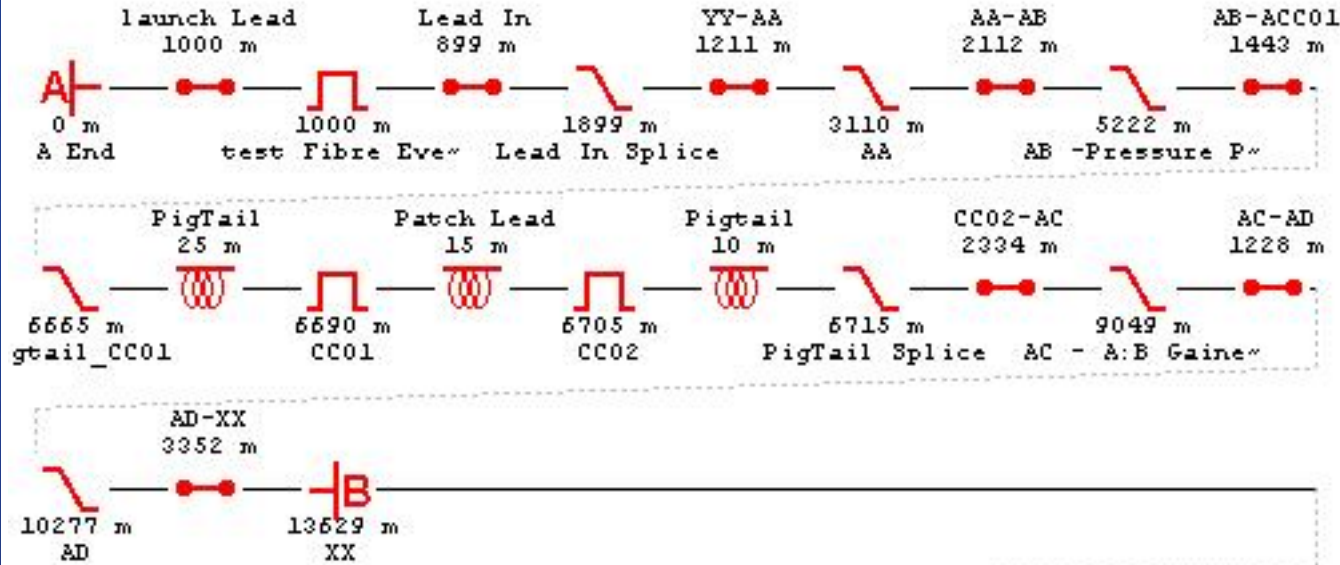 launch Lead Lead In YY-AA AA-AB AB-ACC01
1000 m 899 m 1211 m 2112 m 1443 m
A
0 m 1000 m 1899 m 3110 m 5222 m
A End test Fibre Eve~ Lead In Splice AA AB -Pressure P~
PigTail Patch Lead Pigtail CC02-AC AC-AD
25 m 15 m 10 m 2334 m 1228 m
6665 m 6690 m 6705 m 6715 m 9049 m
gtail_CC01 CC01 CC02 PigTail Splice AC - A:B Gaine~
AD-XX
3352 m
B
10277 m 13629 m
AD XX